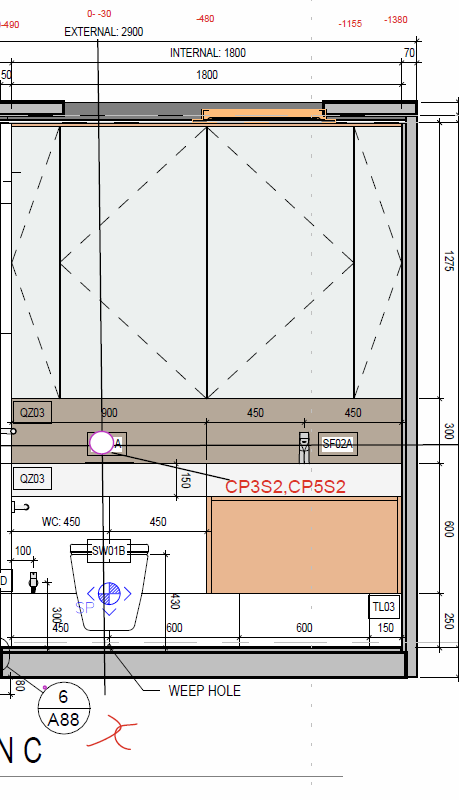 0- -30
-490
-480
-1155
-1380
EXTERNAL: 2900
INTERNAL: 1800
70
50
1800
1275
QZ03
900
450
450
300
A
SF02A
QZ03
150
CP3S2,CP5S2
WC: 450
450
600
100
SW01B
D
430
SP
300
TL03
250
450
600
600
150
80
WEEP HOLE
6
A88
N C